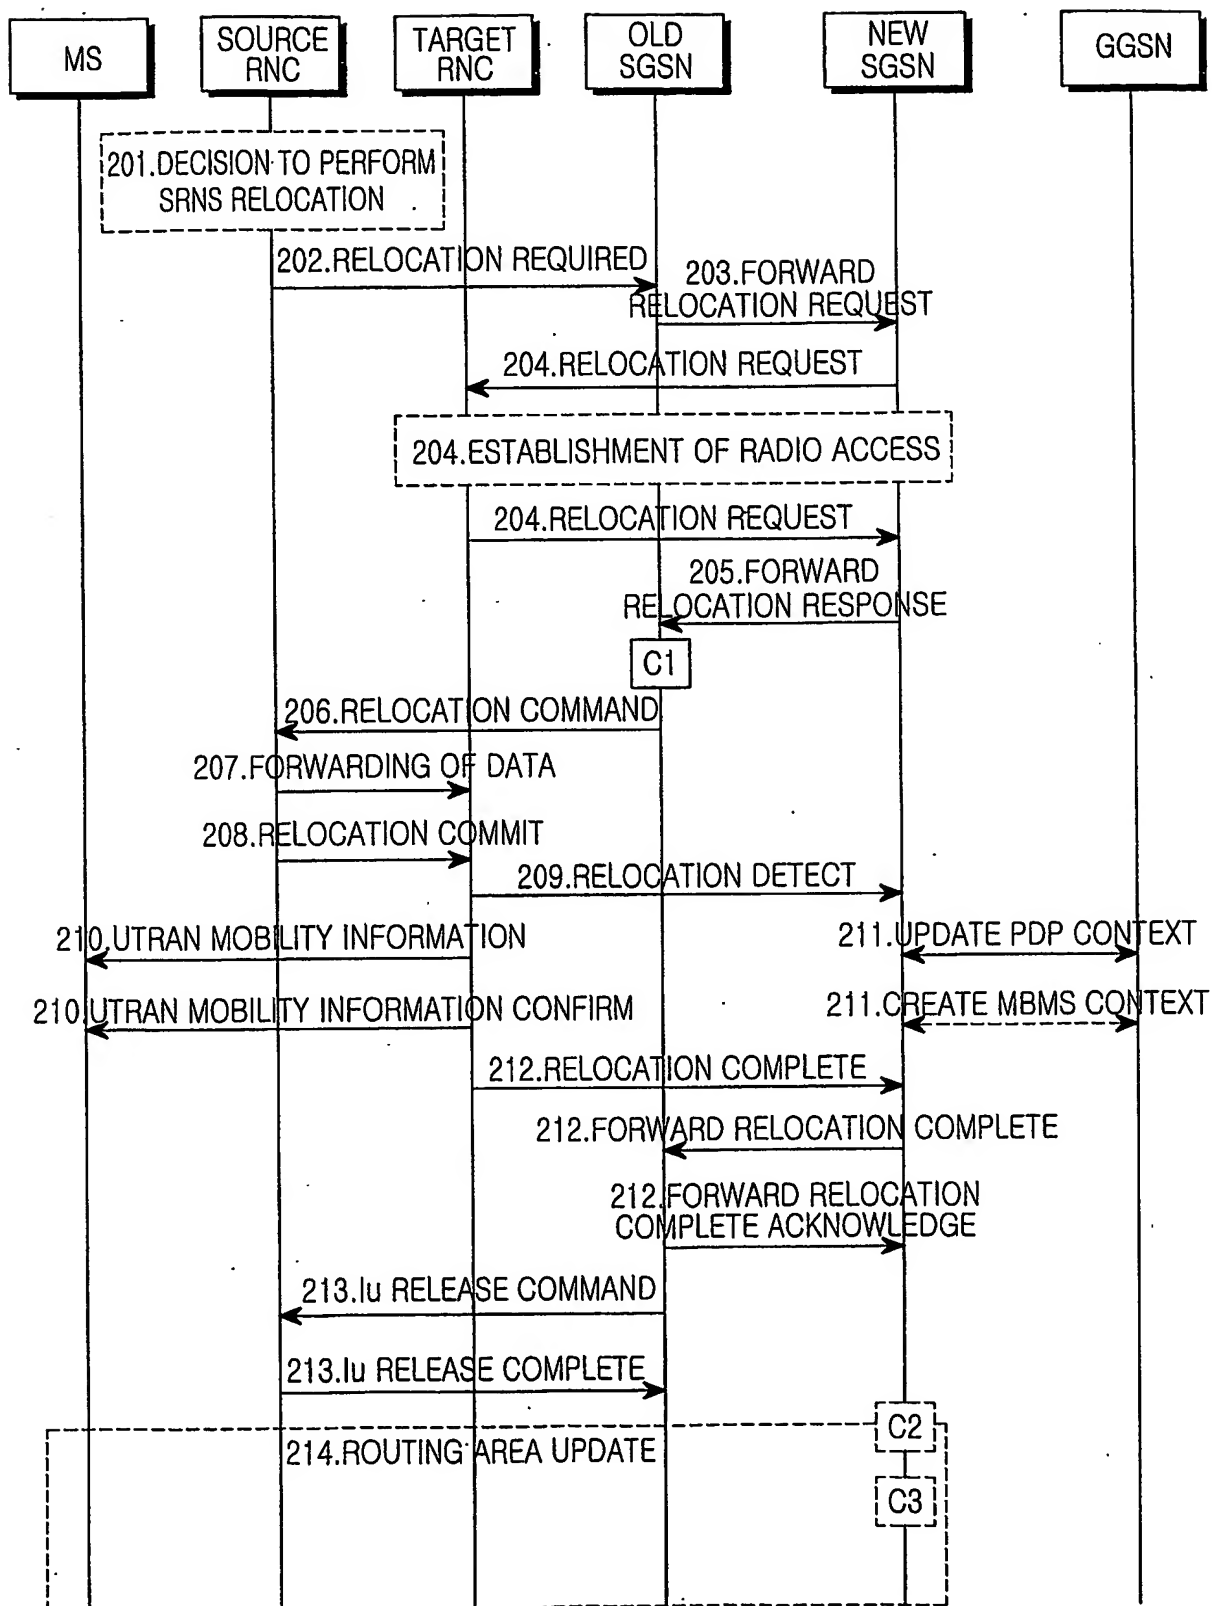 MS
SOURCE
RNC
TARGET
RNC
OLD
SGSN
NEW
SGSN
GGSN
201.DECISION TO PERFORM
SRNS RELOCATION
202.RELOCATION REQUIRED
203.FORWARD
RELOCATION REQUEST
204.RELOCATION REQUEST
204.ESTABLISHMENT OF RADIO ACCESS
204.RELOCATION REQUEST
205.FORWARD
RELOCATION RESPONSE
C1
206.RELOCATION COMMAND
207.FORWARDING OF DATA
208.RELOCATION COMMIT
209.RELOCATION DETECT
210.UTRAN MOBILITY INFORMATION
211.UPDATE PDP CONTEXT
210.UTRAN MOBILITY INFORMATION CONFIRM
211.CREATE MBMS CONTEXT
212.RELOCATION COMPLETE
212.FORWARD RELOCATION COMPLETE
212.FORWARD RELOCATION
COMPLETE ACKNOWLEDGE
213.Iu RELEASE COMMAND
213.Iu RELEASE COMPLETE
C2
214.ROUTING AREA UPDATE
C3